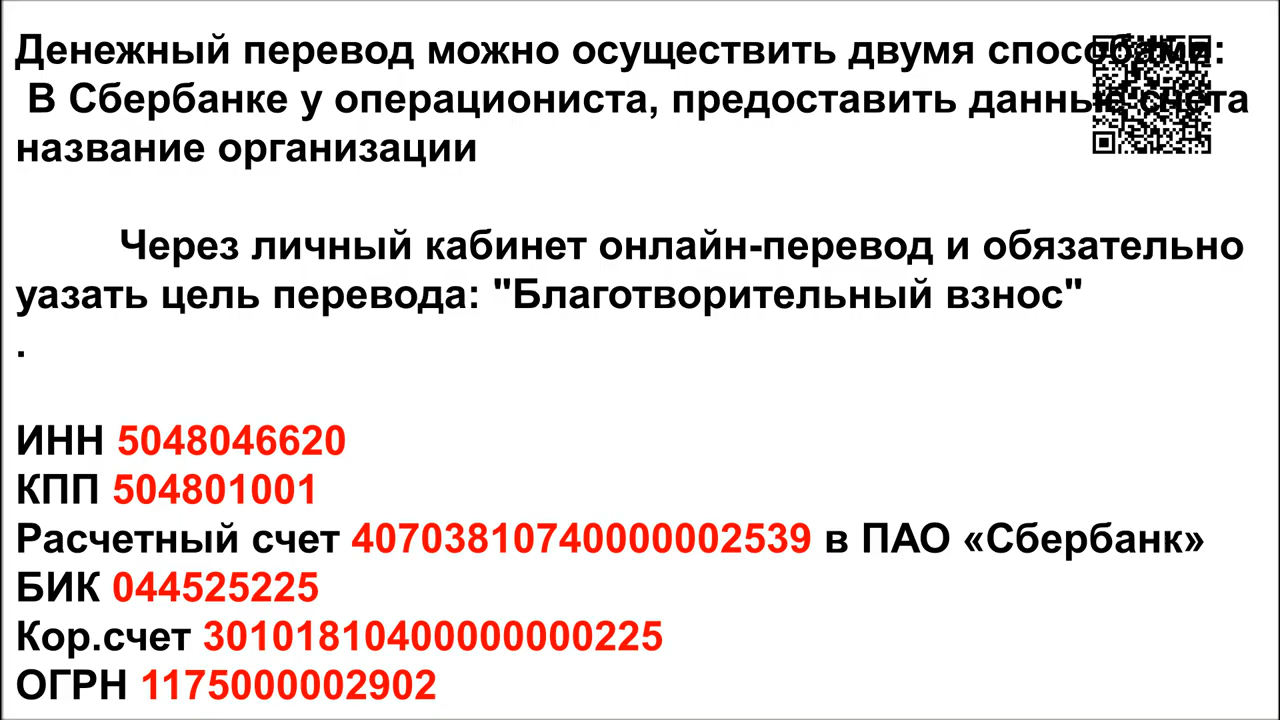 Денежный перевод можно осуществить двумя способами:
В Сбербанке у операциониста, предоставить данные счета
название организации
Через личный кабинет онлайн-перевод и обязательно
уазать цель перевода: "Благотворительный взнос"
.
ИНН 5048046620
КПП 504801001
Расчетный счет 40703810740000002539 в ПАО «Сбербанк»
БИК 044525225
Кор.счет 30101810400000000225
ОГРН 1175000002902